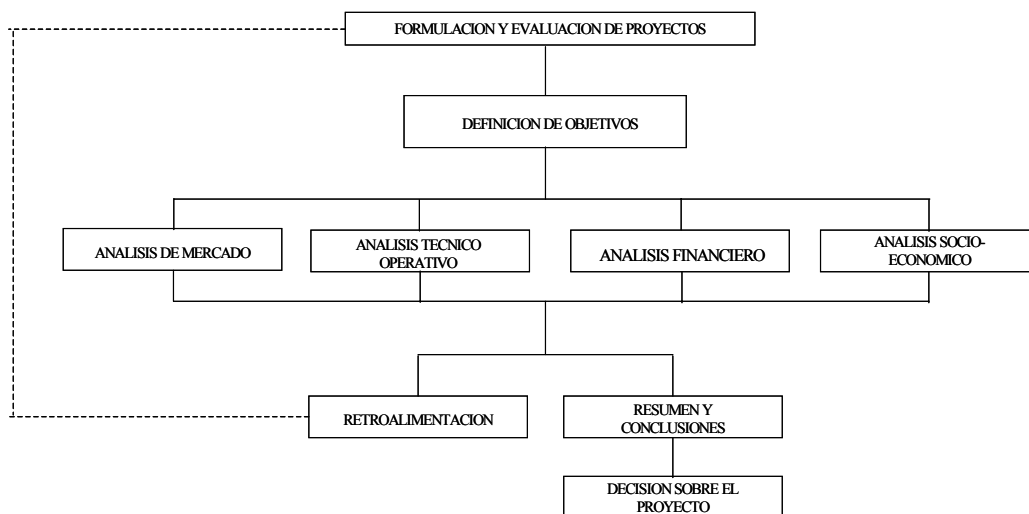 FORMULACION Y EVALUACION DE PROYECTOS
DEFINICION DE OBJETIVOS
ANALISIS DE MERCADO
ANALISIS TECNICO
OPERATIVO
ANALISIS FINANCIERO
ANALISIS SOCIO-
ECONOMICO
RETROALIMENTACION
RESUMEN Y
CONCLUSIONES
DECISION SOBRE EL
PROYECTO